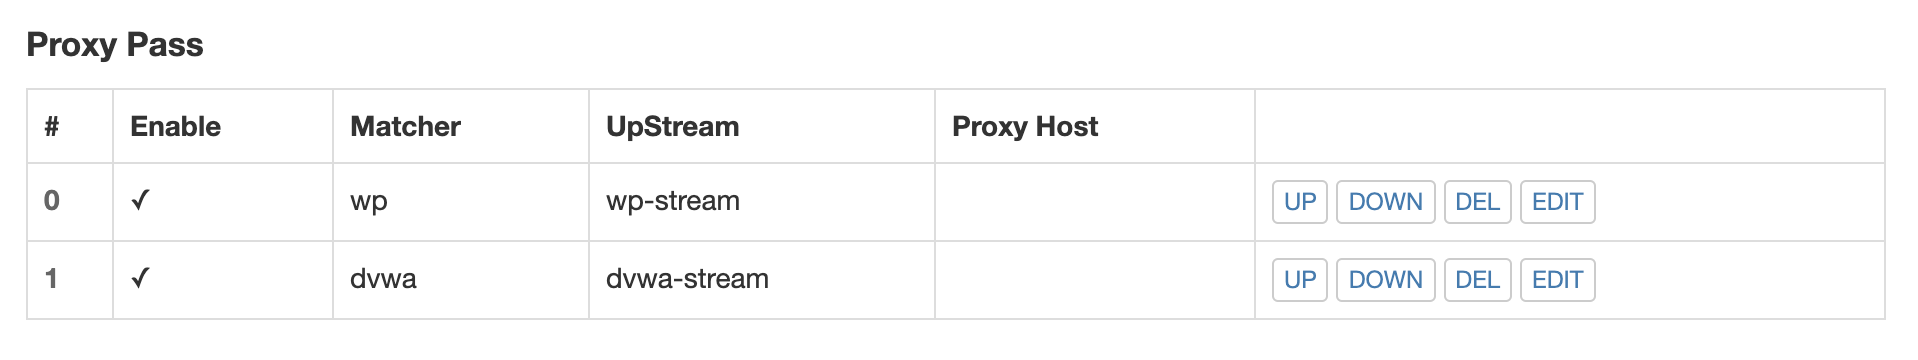 Proxy Pass
# Enable Matcher UpStream Proxy Host
0 ✓ wp wp-stream UP DOWN DEL EDIT
1 ✓ dvwa dvwa-stream UP DOWN DEL EDIT